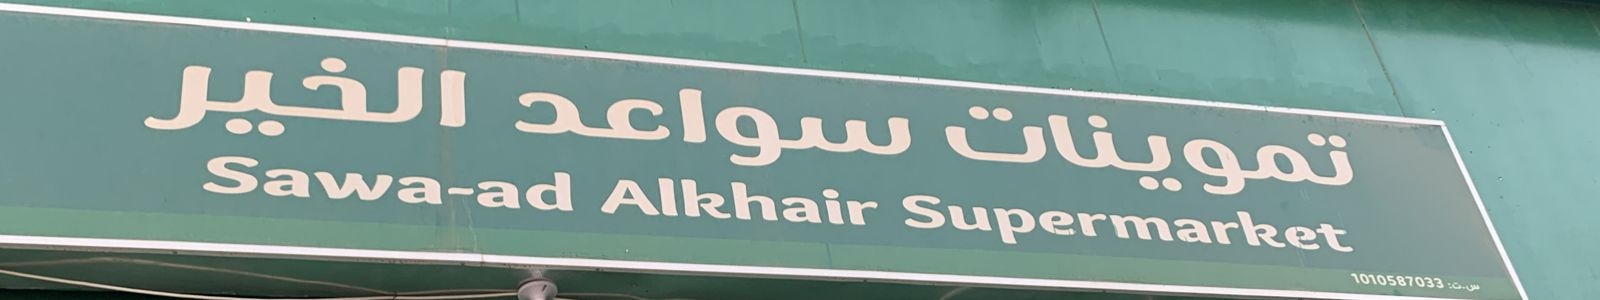 تموينات سواعد الخير
Sawa-ad Alkhair Supermarket
س.ت: 1010587033